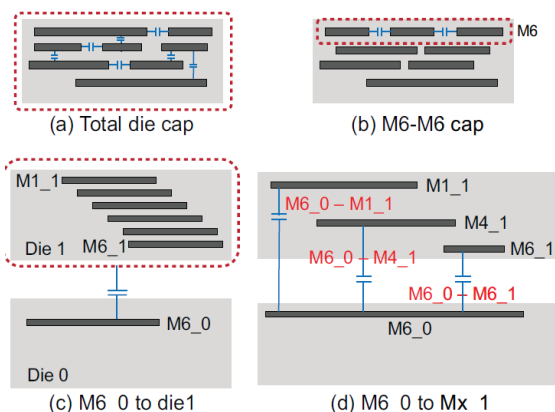 M6
(a) Total die cap
(b) M6-M6 cap
M1_1
Die 1
M6_1
M6_0
Die 0
(c) M6_0 to die1
M1_1
M6_0 – M1_1
M4_1
M6_1
M6_0 – M4_1
M6_0 – M6_1
M6_0
(d) M6_0 to Mx_1